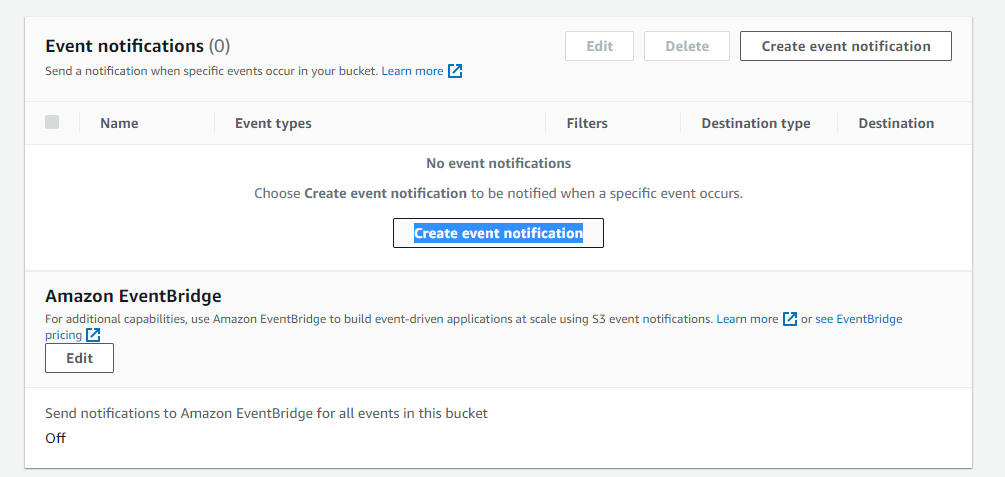 Event notifications (0)
Edit
Delete
Create event notification
Send a notification when specific events occur in your bucket. Learn more
Name
Event types
Filters
Destination type
Destination
No event notifications
Choose Create event notification to be notified when a specific event occurs.
Create event notification
Amazon EventBridge
For additional capabilities, use Amazon EventBridge to build event-driven applications at scale using S3 event notifications. Learn more or see EventBridge
pricing
Edit
Send notifications to Amazon EventBridge for all events in this bucket
Off